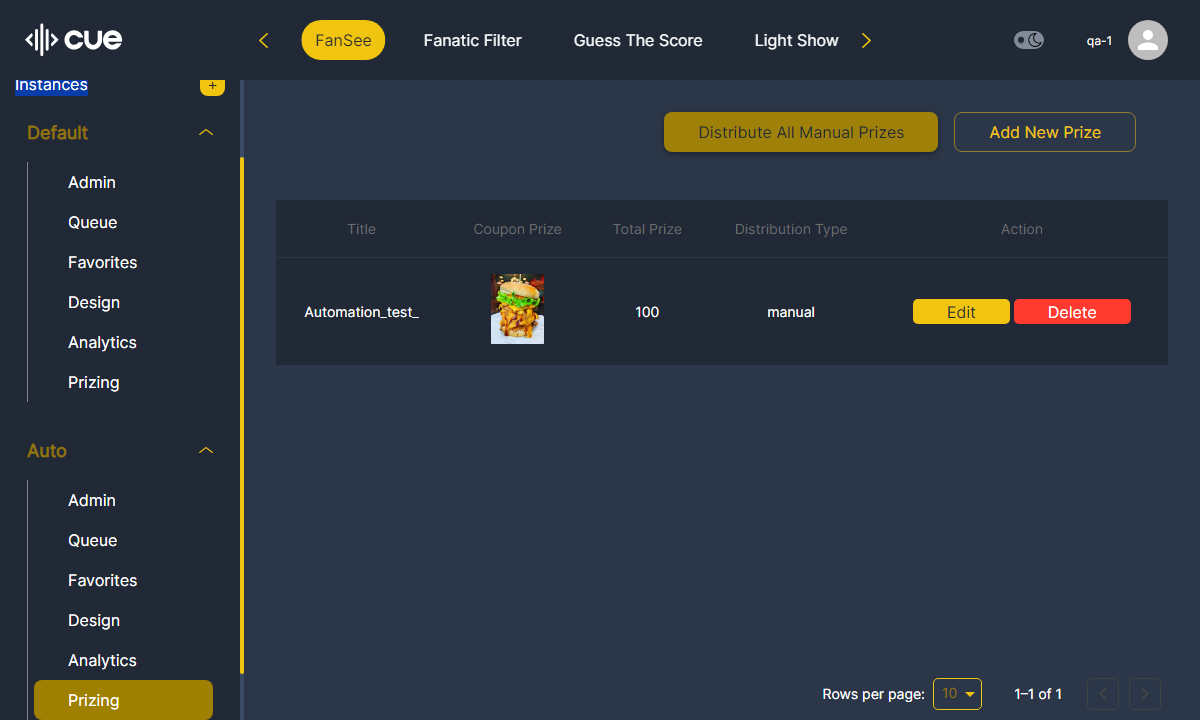 cue
FanSee
Fanatic Filter
Guess The Score
Light Show
qa-1
Instances
+
Default
Admin
Queue
Favorites
Design
Analytics
Prizing
Auto
Admin
Queue
Favorites
Design
Analytics
Prizing
Distribute All Manual Prizes
Add New Prize
Title Coupon Prize Total Prize Distribution Type Action
Automation_test_ 100 manual Edit Delete
Rows per page: 10 1–1 of 1